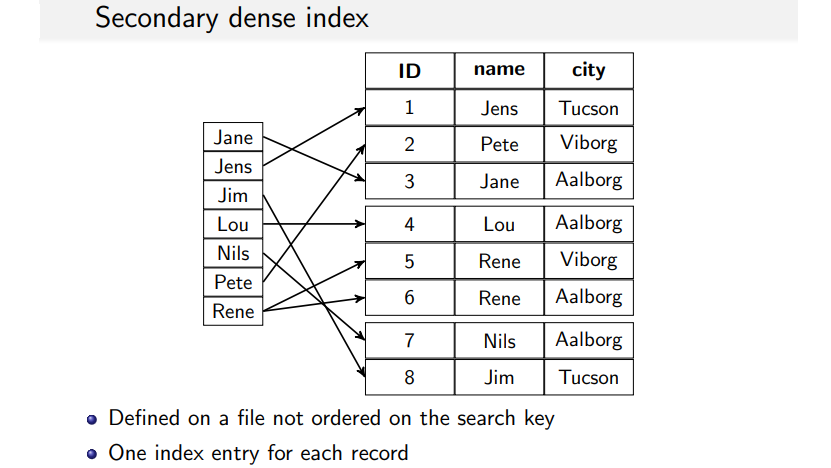 Secondary dense index
ID name city
1 Jens Tucson
2 Pete Viborg
3 Jane Aalborg
4 Lou Aalborg
5 Rene Viborg
6 Rene Aalborg
7 Nils Aalborg
8 Jim Tucson
Jane
Jens
Jim
Lou
Nils
Pete
Rene
Defined on a file not ordered on the search key
One index entry for each record